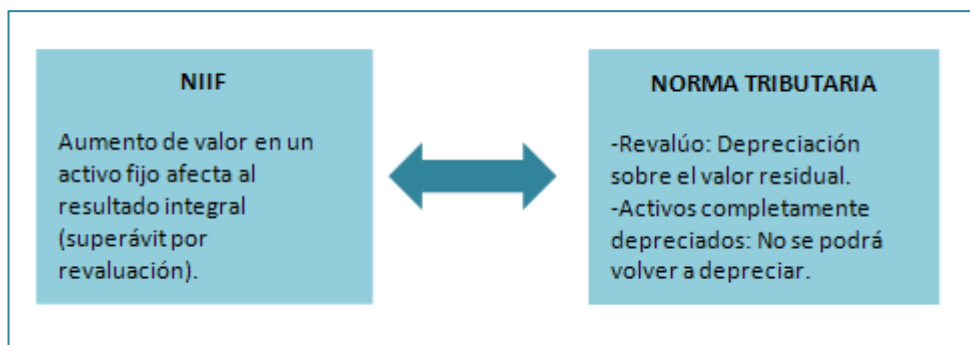 NIIF
Aumento de valor en un
activo fijo afecta al
resultado integral
(superávit por
revaluación).
NORMA TRIBUTARIA
-Revalúo: Depreciación
sobre el valor residual.
-Activos completamente
depreciados: No se podrá
volver a depreciar.